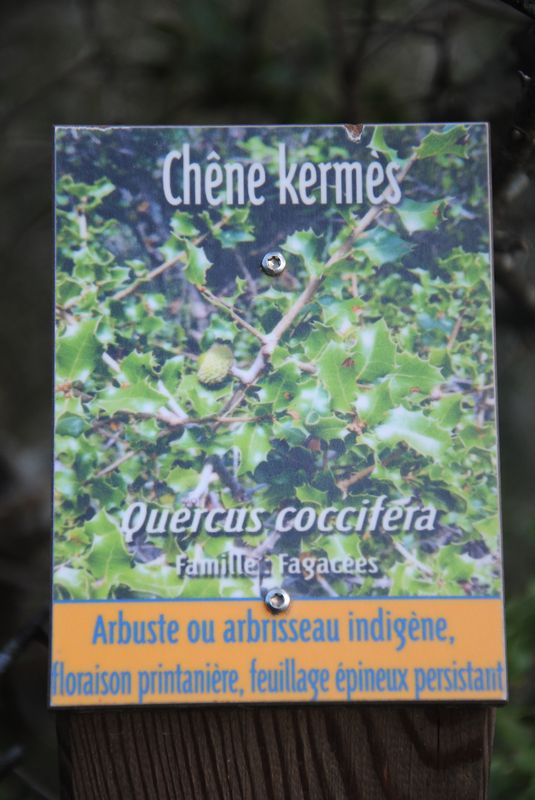 Chêne kermès
Quercus coccifera
Famille : Fagacées
Arbuste ou arbrisseau indigène,
floraison printanière, feuillage épineux persistant